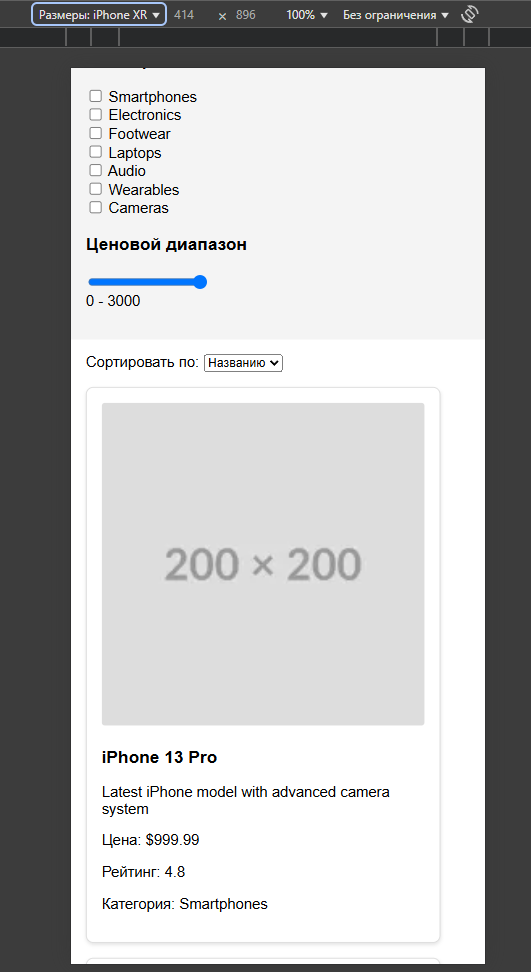 Размеры: iPhone XR ▼ 414 × 896 100% ▼ Без ограничения ▼
Smartphones
Electronics
Footwear
Laptops
Audio
Wearables
Cameras
Ценовой диапазон
0 - 3000
Сортировать по: Названию
200 × 200
iPhone 13 Pro
Latest iPhone model with advanced camera
system
Цена: $999.99
Рейтинг: 4.8
Категория: Smartphones